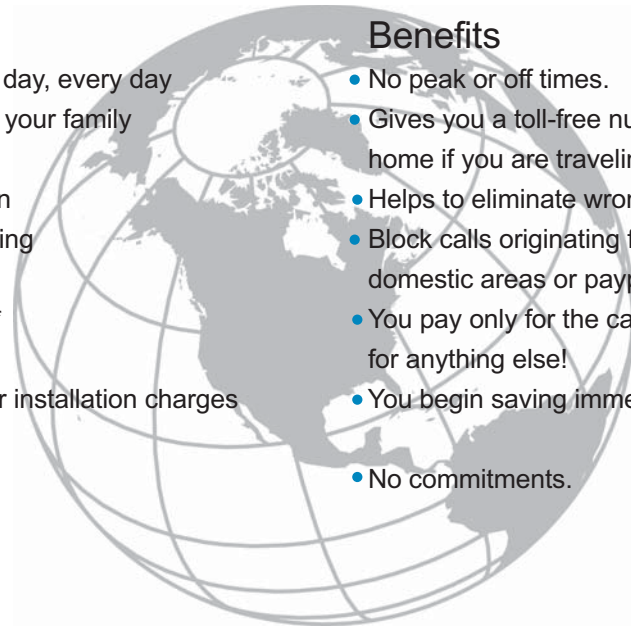 day, every day
your family
n
ing
r installation charges
Benefits
• No peak or off times.
• Gives you a toll-free nu
home if you are travelin
• Helps to eliminate wron
• Block calls originating f
domestic areas or payp
• You pay only for the ca
for anything else!
• You begin saving imme
• No commitments.